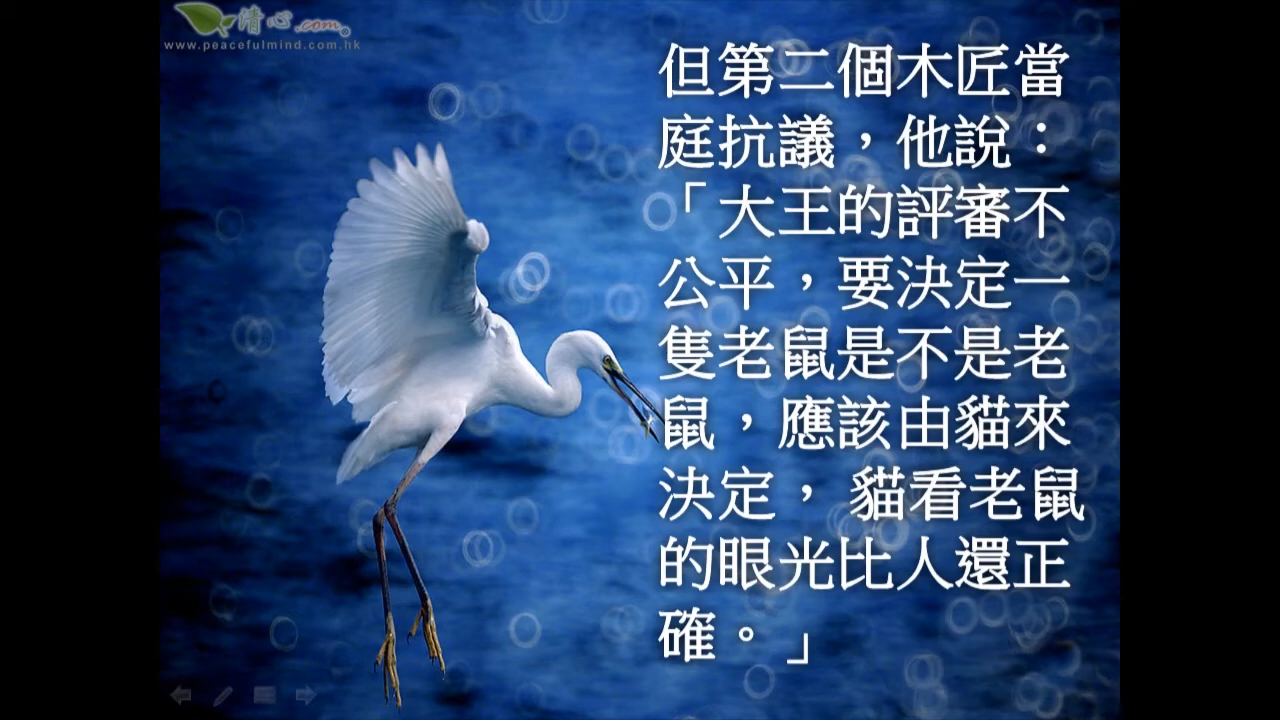 清心.com
www.peacefulmind.com.hk
但第二個木匠當
庭抗議，他說：
「大王的評審不
公平，要決定一
隻老鼠是不是老
鼠，應該由貓來
決定， 貓看老鼠
的眼光比人還正
確。」